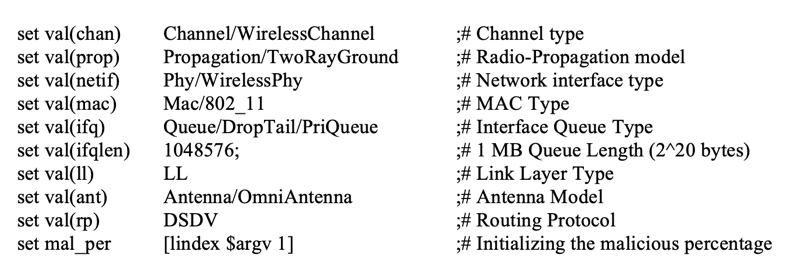 set val(chan) Channel/WirelessChannel ;# Channel type
set val(prop) Propagation/TwoRayGround ;# Radio-Propagation model
set val(netif) Phy/WirelessPhy ;# Network interface type
set val(mac) Mac/802_11 ;# MAC Type
set val(ifq) Queue/DropTail/PriQueue ;# Interface Queue Type
set val(ifqlen) 1048576; ;# 1 MB Queue Length (2^20 bytes)
set val(ll) LL ;# Link Layer Type
set val(ant) Antenna/OmniAntenna ;# Antenna Model
set val(rp) DSDV ;# Routing Protocol
set mal_per [lindex $argv 1] ;# Initializing the malicious percentage